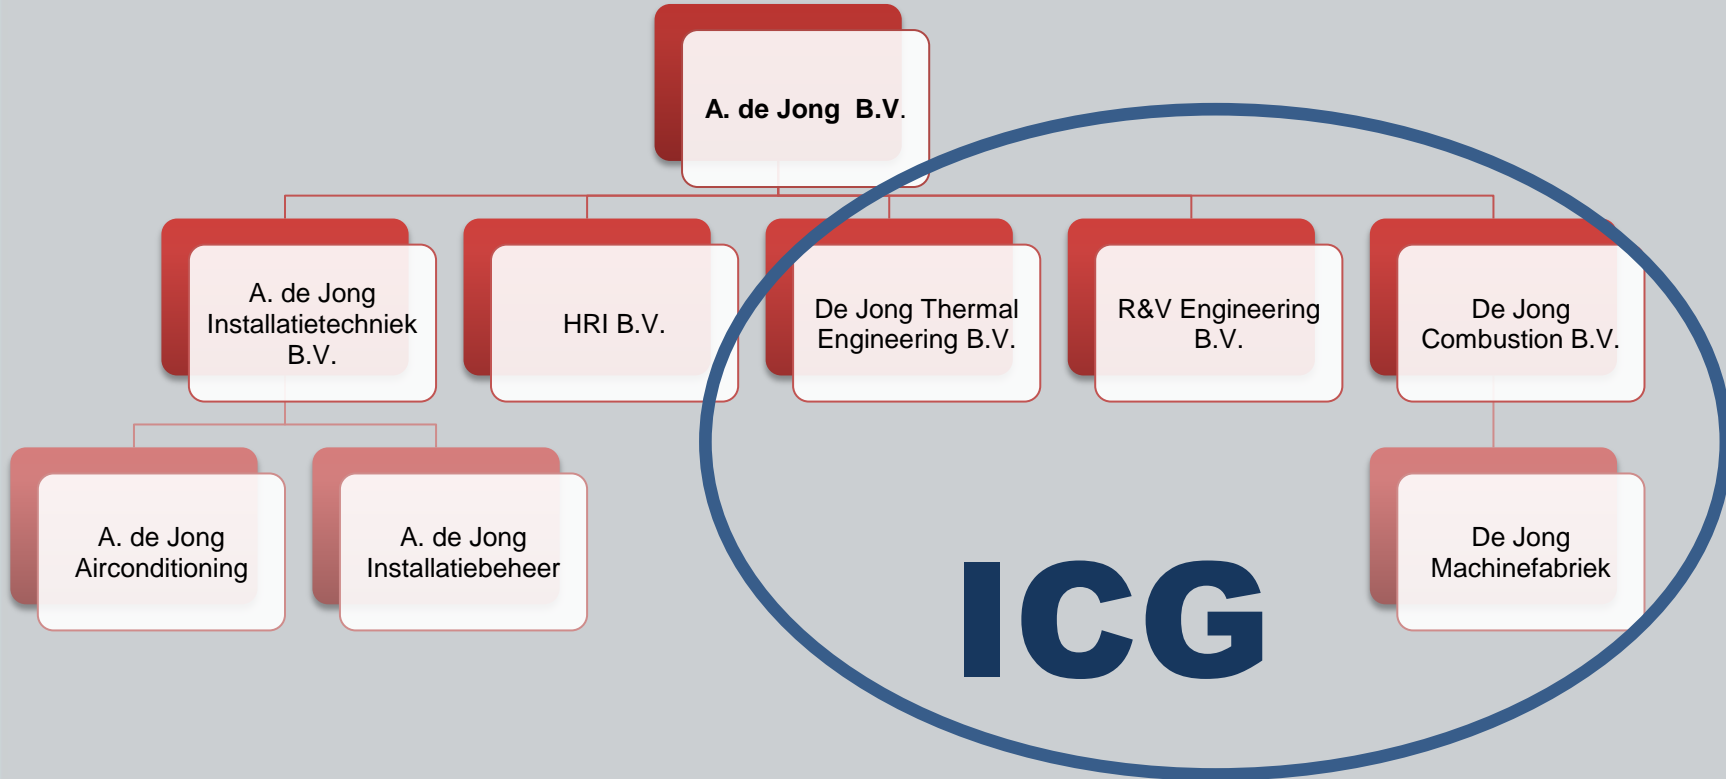 A. de Jong  B.V.
A. de Jong
Installatietechniek
B.V.
HRI B.V.
De Jong Thermal
Engineering B.V.
R&V Engineering
B.V.
De Jong
Combustion B.V.
A. de Jong
Airconditioning
A. de Jong
Installatiebeheer
De Jong
Machinefabriek
ICG